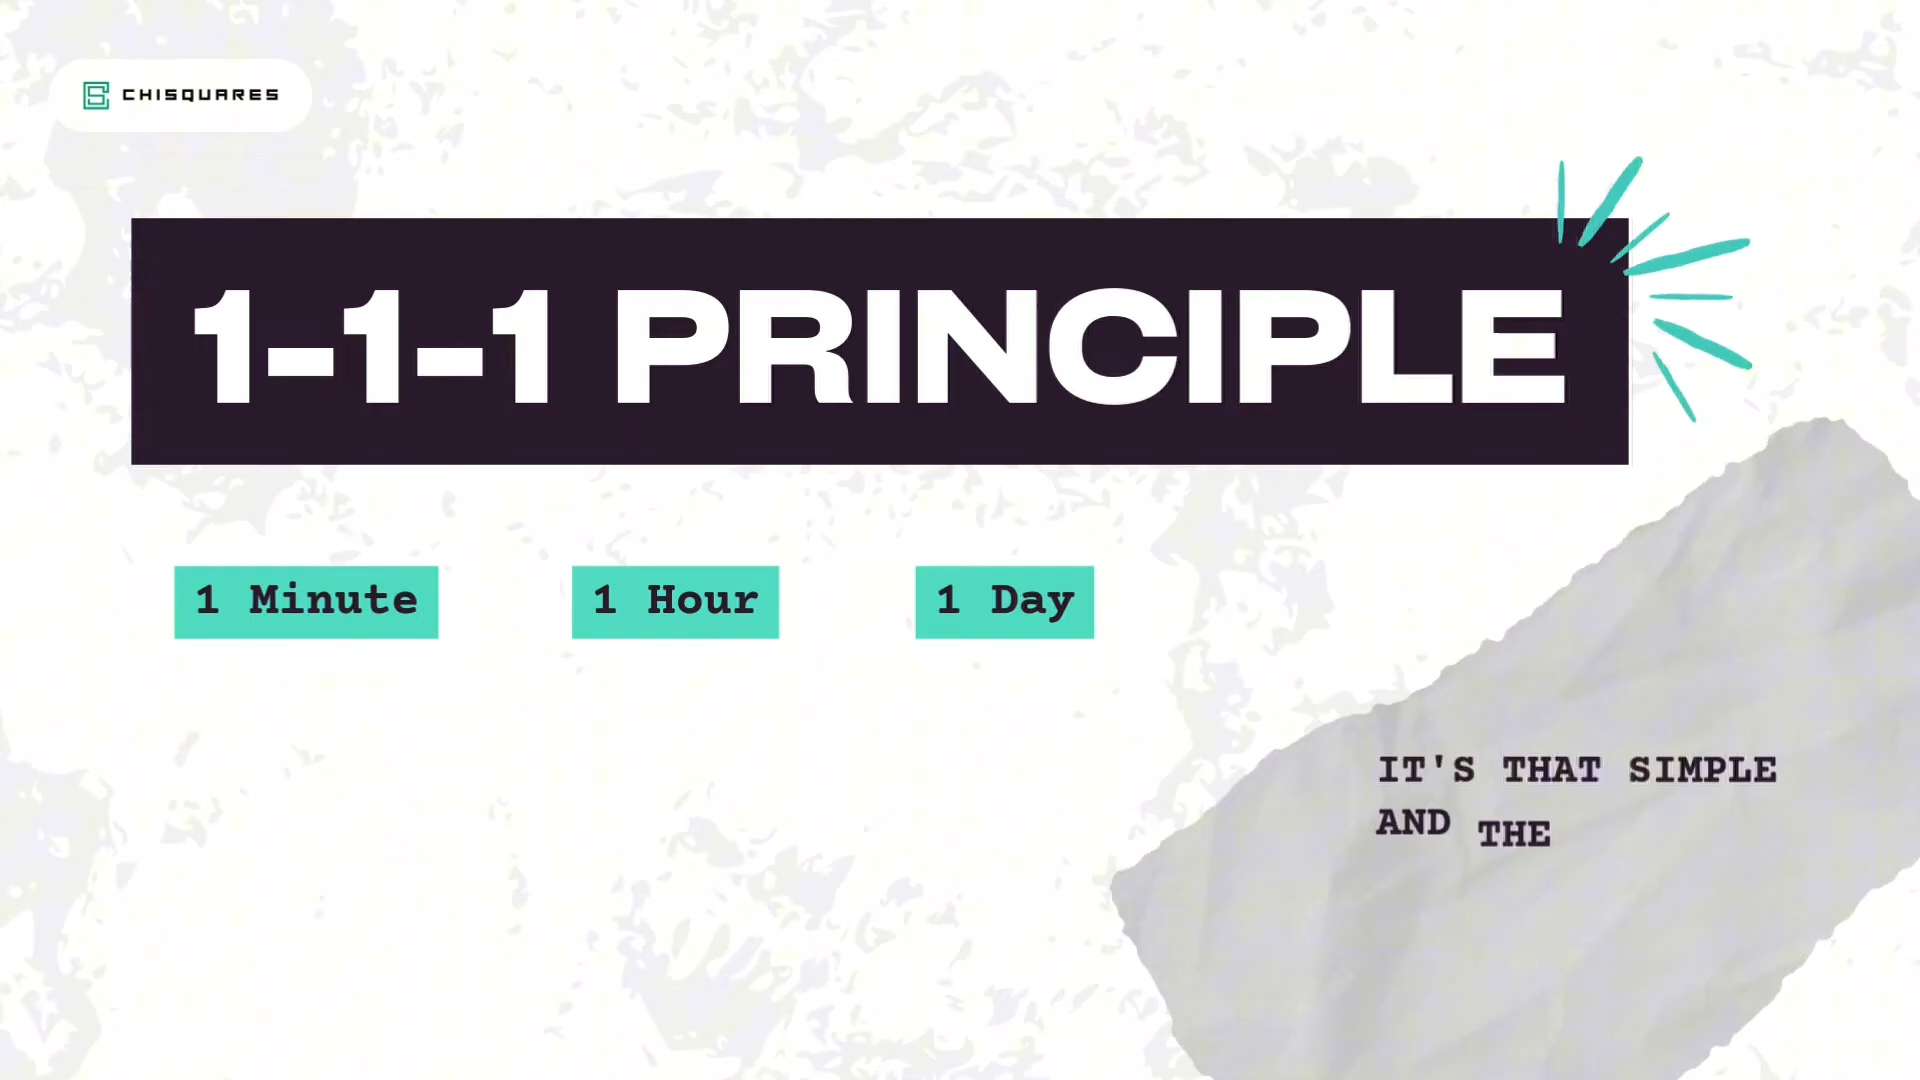 CHISQUARES
1-1-1 PRINCIPLE
1 Minute
1 Hour
1 Day
IT'S THAT SIMPLE
AND THE